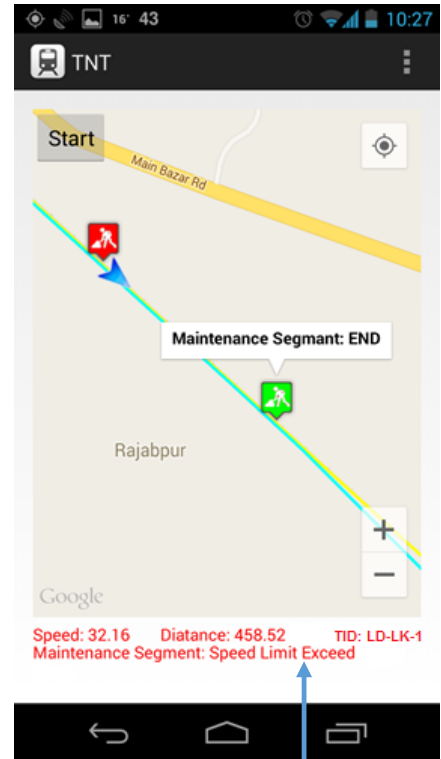 16° 43 10:27
TNT
Start
Main Bazar Rd
Maintenance Segmant: END
Rajabpur
+
−
Google
Speed: 32.16 Diatance: 458.52 TID: LD-LK-1
Maintenance Segment: Speed Limit Exceed